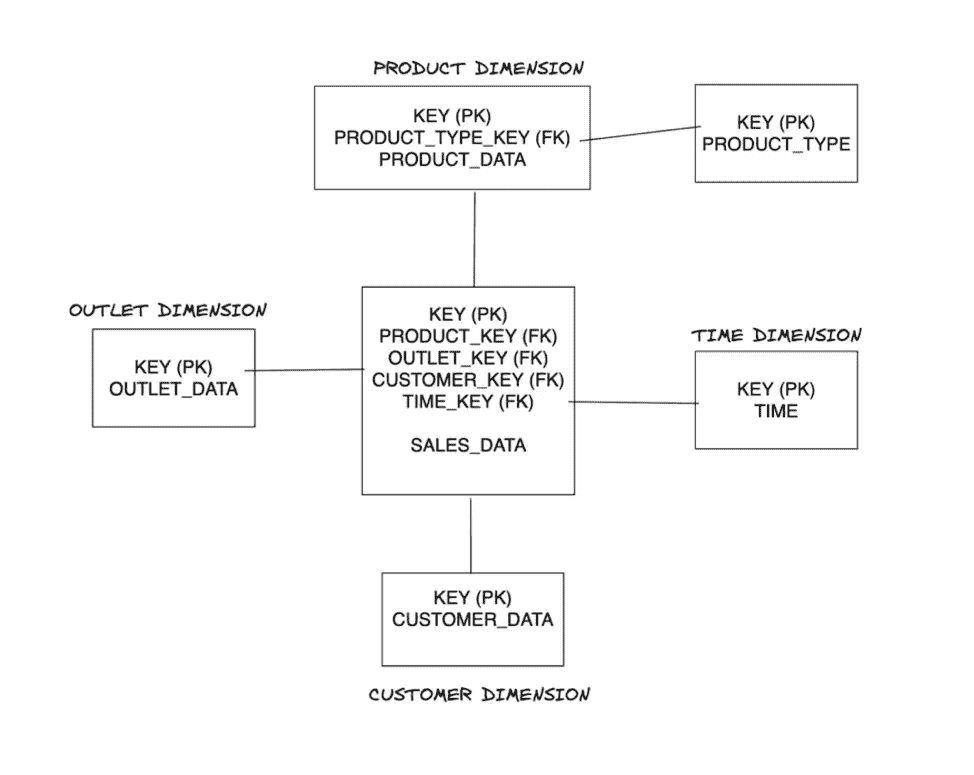 PRODUCT DIMENSION
KEY (PK)
PRODUCT_TYPE_KEY (FK)
PRODUCT_DATA
KEY (PK)
PRODUCT_TYPE
OUTLET DIMENSION
KEY (PK)
OUTLET_DATA
KEY (PK)
PRODUCT_KEY (FK)
OUTLET_KEY (FK)
CUSTOMER_KEY (FK)
TIME_KEY (FK)
SALES_DATA
TIME DIMENSION
KEY (PK)
TIME
KEY (PK)
CUSTOMER_DATA
CUSTOMER DIMENSION